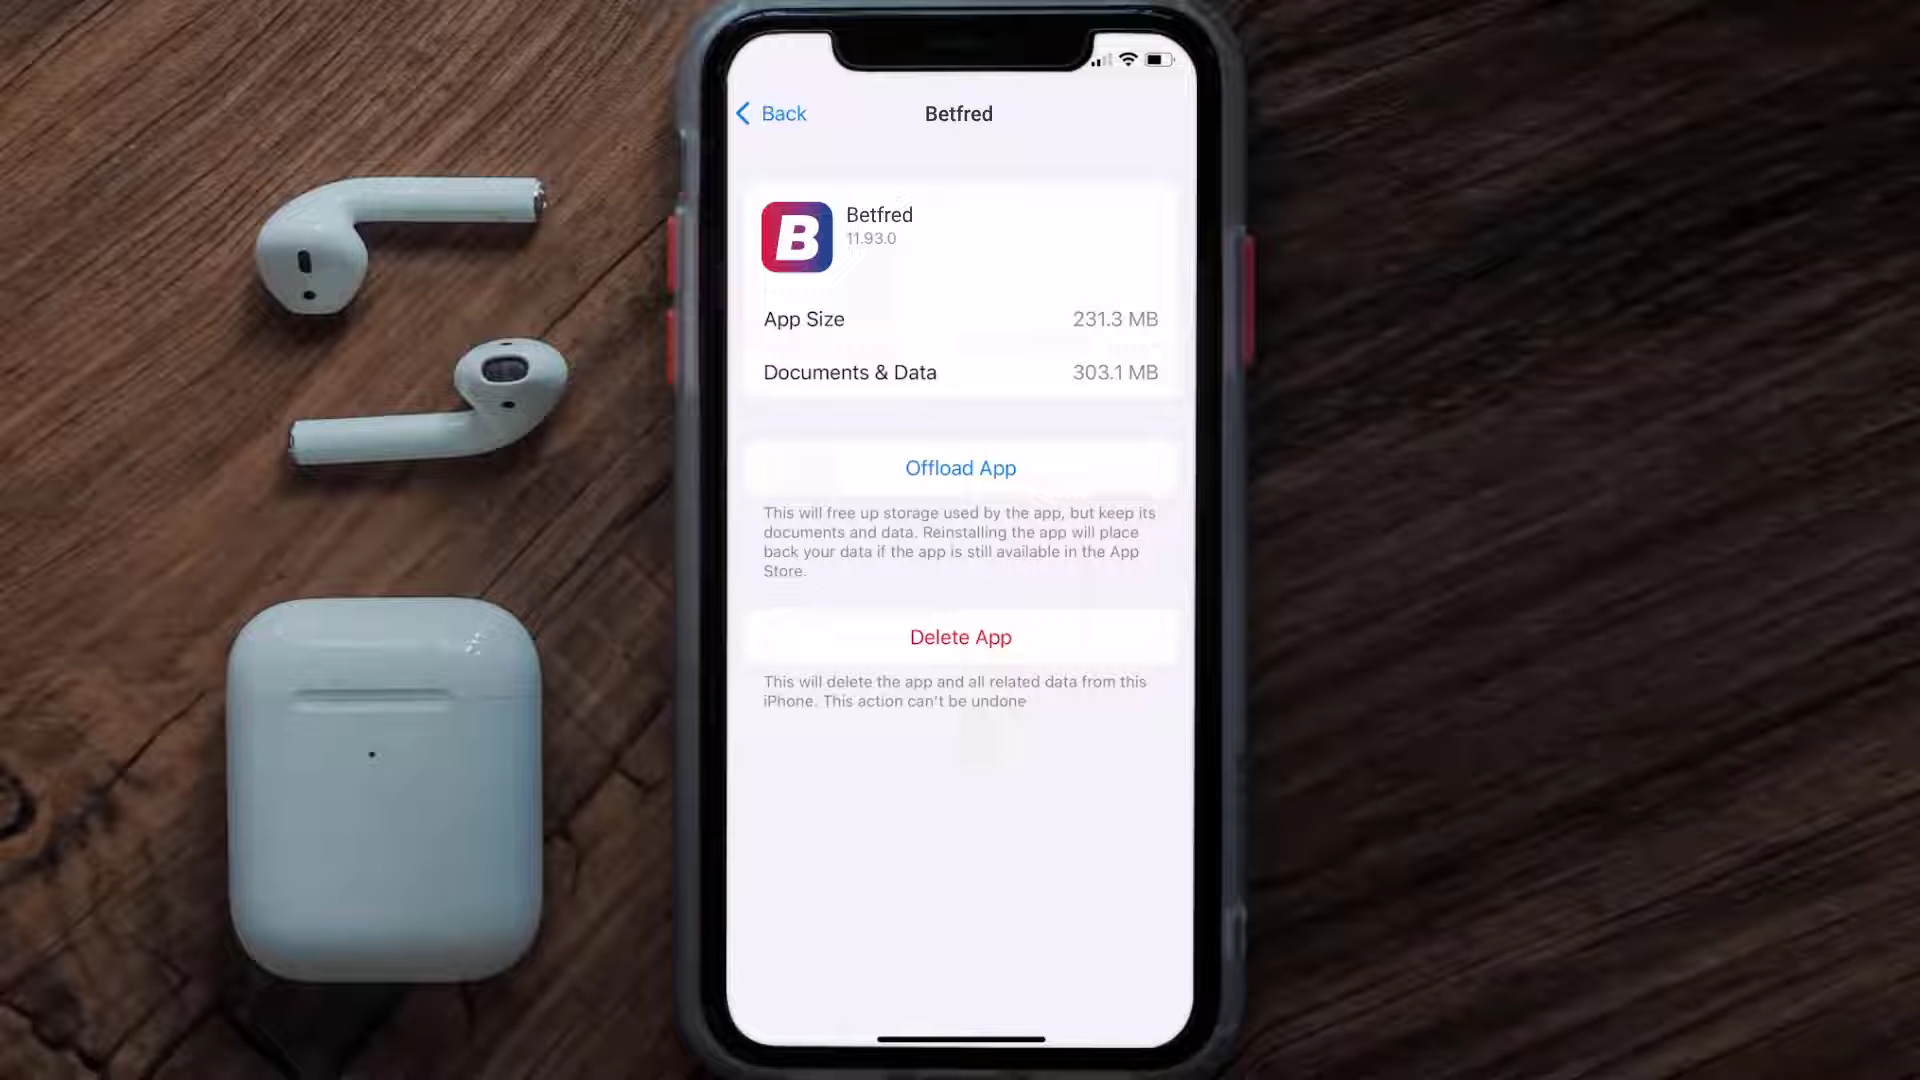 Back
Betfred
B
Betfred
11.93.0
App Size
231.3 MB
Documents & Data
303.1 MB
Offload App
This will free up storage used by the app, but keep its
documents and data. Reinstalling the app will place
back your data if the app is still available in the App
Store.
Delete App
This will delete the app and all related data from this
iPhone. This action can't be undone